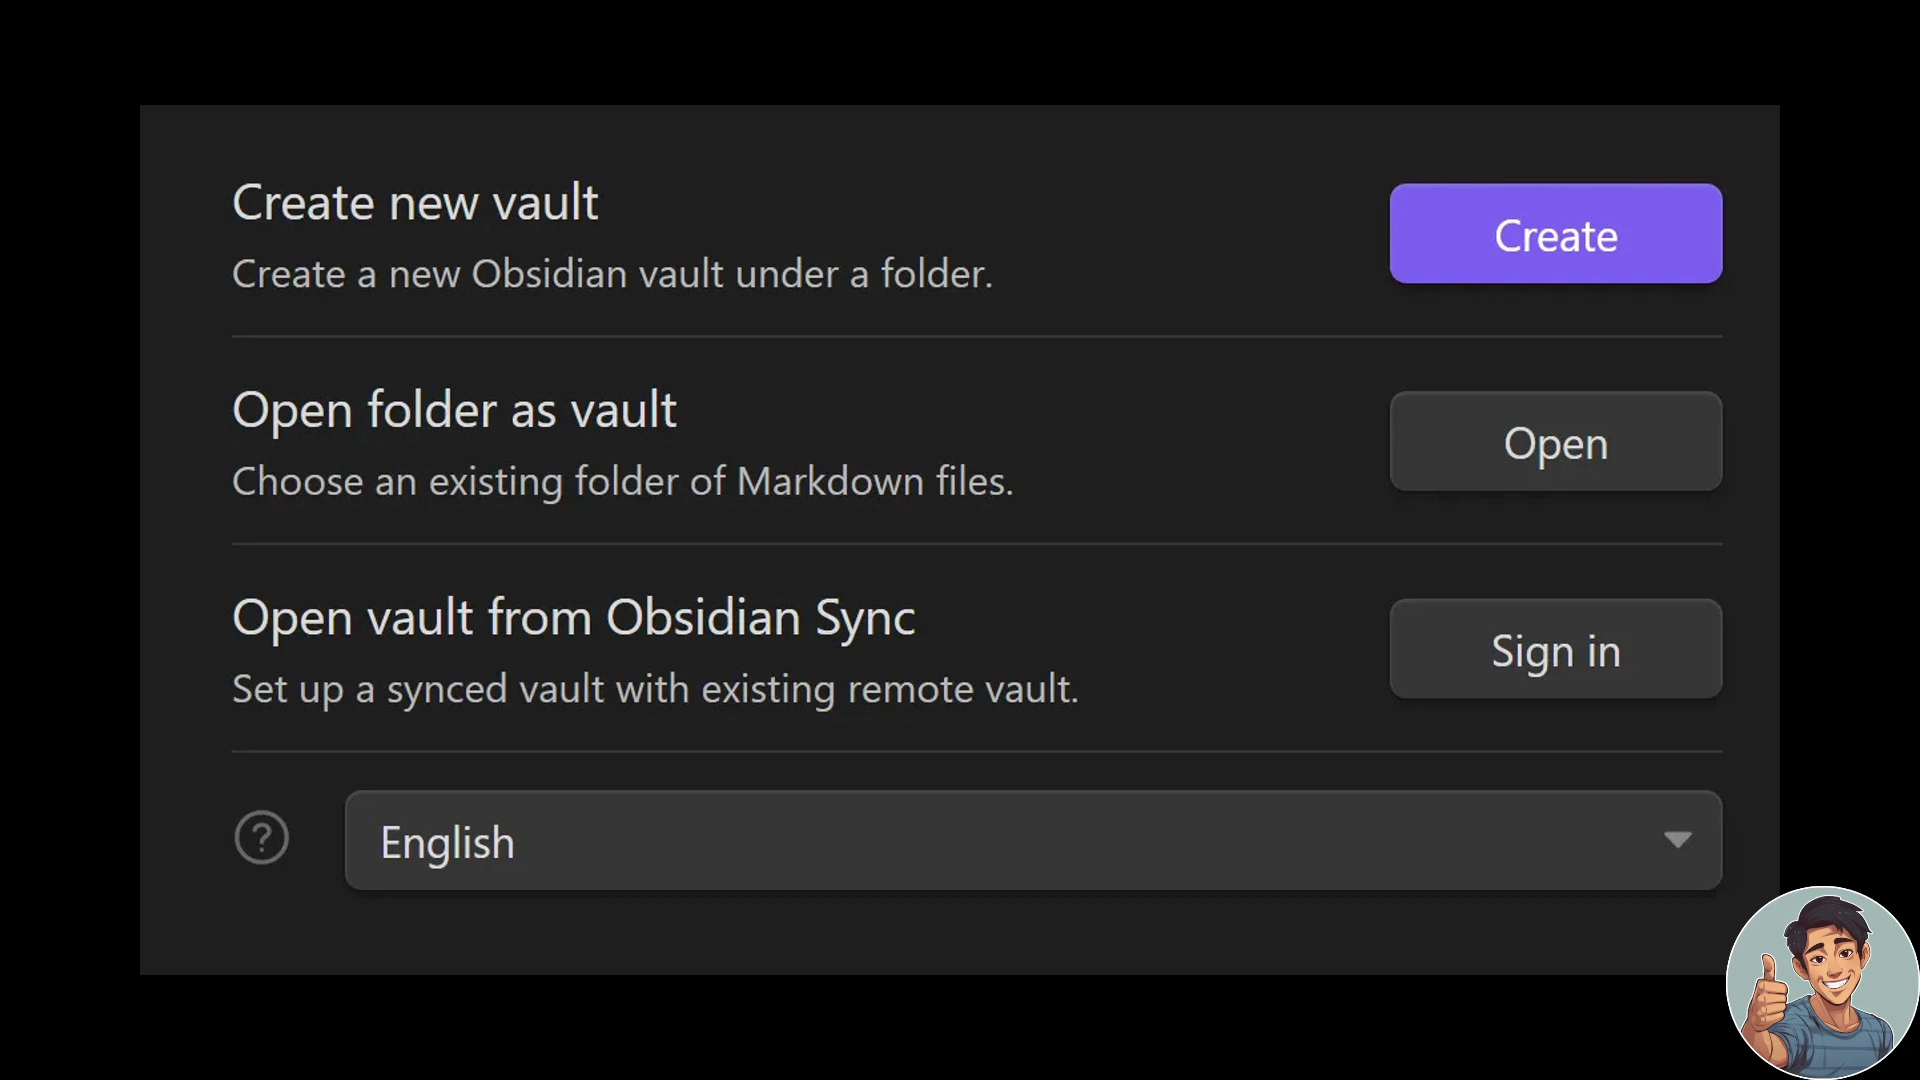 Create new vault
Create
Create a new Obsidian vault under a folder.
Open folder as vault
Open
Choose an existing folder of Markdown files.
Open vault from Obsidian Sync
Sign in
Set up a synced vault with existing remote vault.
?
English